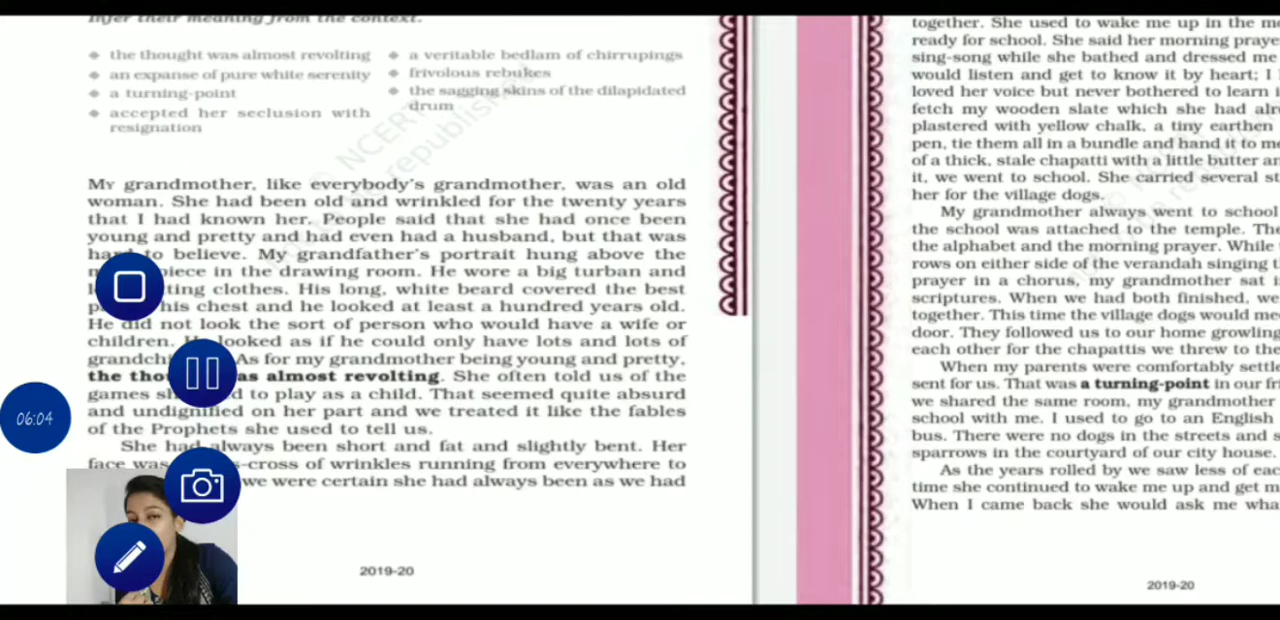 Infer their meaning from the context.
the thought was almost revolting
an expanse of pure white serenity
a turning-point
accepted her seclusion with
resignation
a veritable bedlam of chirrupings
frivolous rebukes
the sagging skins of the dilapidated
drum
My grandmother, like everybody's grandmother, was an old
woman. She had been old and wrinkled for the twenty years
that I had known her. People said that she had once been
young and pretty and had even had a husband, but that was
hard to believe. My grandfather's portrait hung above the
piece in the drawing room. He wore a big turban and
clothes. His long, white beard covered the best
his chest and he looked at least a hundred years old.
He did not look the sort of person who would have a wife or
children. looked as if he could only have lots and lots of
As for my grandmother being young and pretty,
the as almost revolting. She often told us of the
games to play as a child. That seemed quite absurd
and undignified on her part and we treated it like the fables
of the Prophets she used to tell us.
She had always been short and fat and slightly bent. Her
face was -cross of wrinkles running from everywhere to
we were certain she had always been as we had
2019-20
06:04
together. She used to wake me up in the
ready for school. She said her morning
sing-song while she bathed and dressed me
would listen and get to know it by heart; I
loved her voice but never bothered to learn
fetch my wooden slate which she had
plastered with yellow chalk, a tiny earthen
pen, tie them all in a bundle and hand it to
of a thick, stale chapatti with a little butter
it, we went to school. She carried several
her for the village dogs.
My grandmother always went to school
the school was attached to the temple.
the alphabet and the morning prayer. While
rows on either side of the verandah singing
prayer in a chorus, my grandmother sat
scriptures. When we had both finished, we
together. This time the village dogs would
door. They followed us to our home growling
each other for the chapattis we threw to
When my parents were comfortably
sent for us. That was a turning-point in our
we shared the same room, my grandmother
school with me. I used to go to an English
bus. There were no dogs in the streets and
sparrows in the courtyard of our city house.
As the years rolled by we saw less of
time she continued to wake me up and get
When I came back she would ask me
2019-20